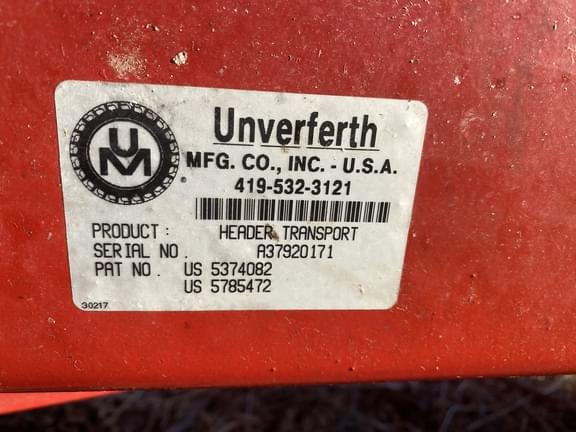 UM
Unverferth
MFG. CO., INC. - U.S.A.
419-532-3121
PRODUCT : HEADER TRANSPORT
SERIAL NO. A37920171
PAT NO. US 5374082
US 5785472
30217